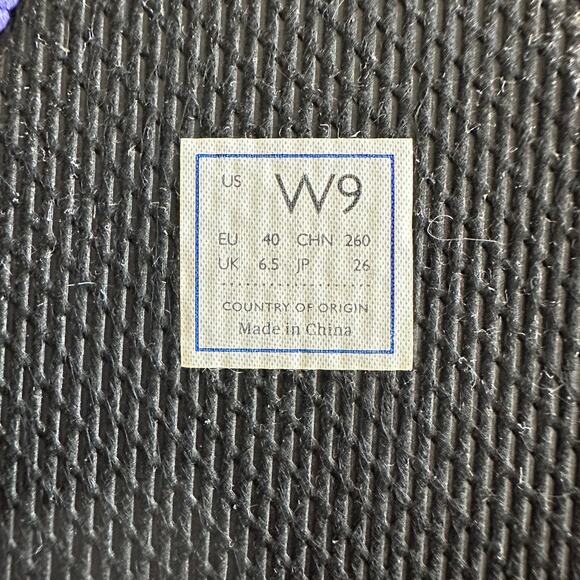 US W9
EU 40 CHN 260
UK 6.5 JP 26
COUNTRY OF ORIGIN
Made in China